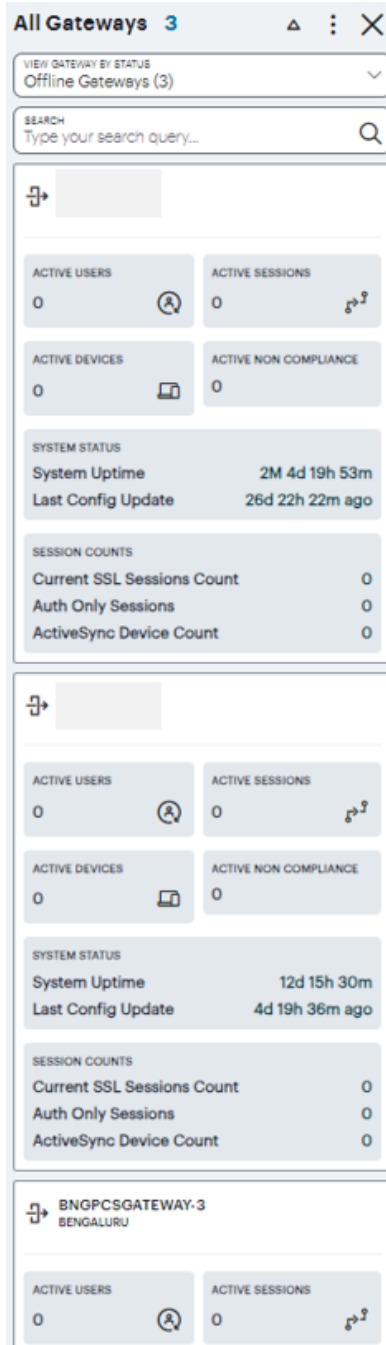 All Gateways 3
VIEW GATEWAY BY STATUS
Offline Gateways (3)
SEARCH
Type your search query...
ACTIVE USERS
0
ACTIVE SESSIONS
0
ACTIVE DEVICES
0
ACTIVE NON COMPLIANCE
0
SYSTEM STATUS
System Uptime 2M 4d 19h 53m
Last Config Update 26d 22h 22m ago
SESSION COUNTS
Current SSL Sessions Count 0
Auth Only Sessions 0
ActiveSync Device Count 0
ACTIVE USERS
0
ACTIVE SESSIONS
0
ACTIVE DEVICES
0
ACTIVE NON COMPLIANCE
0
SYSTEM STATUS
System Uptime 12d 15h 30m
Last Config Update 4d 19h 36m ago
SESSION COUNTS
Current SSL Sessions Count 0
Auth Only Sessions 0
ActiveSync Device Count 0
BNGPCSGATEWAY-3
BENGALURU
ACTIVE USERS
0
ACTIVE SESSIONS
0